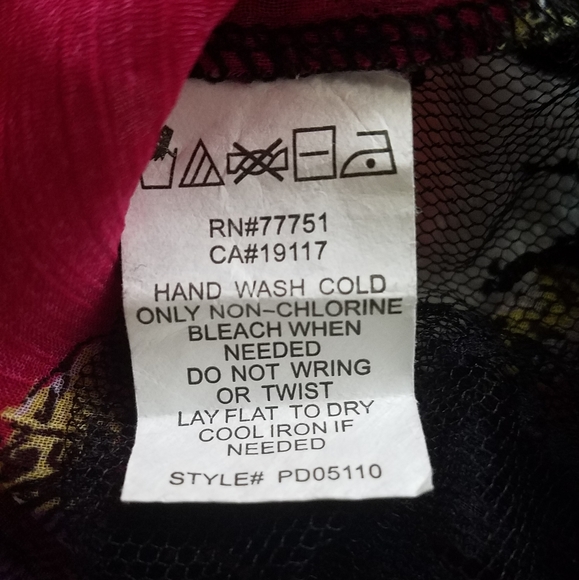 RN#77751
CA#19117
HAND WASH COLD
ONLY NON-CHLORINE
BLEACH WHEN
NEEDED
DO NOT WRING
OR TWIST
LAY FLAT TO DRY
COOL IRON IF
NEEDED
STYLE# PD05110